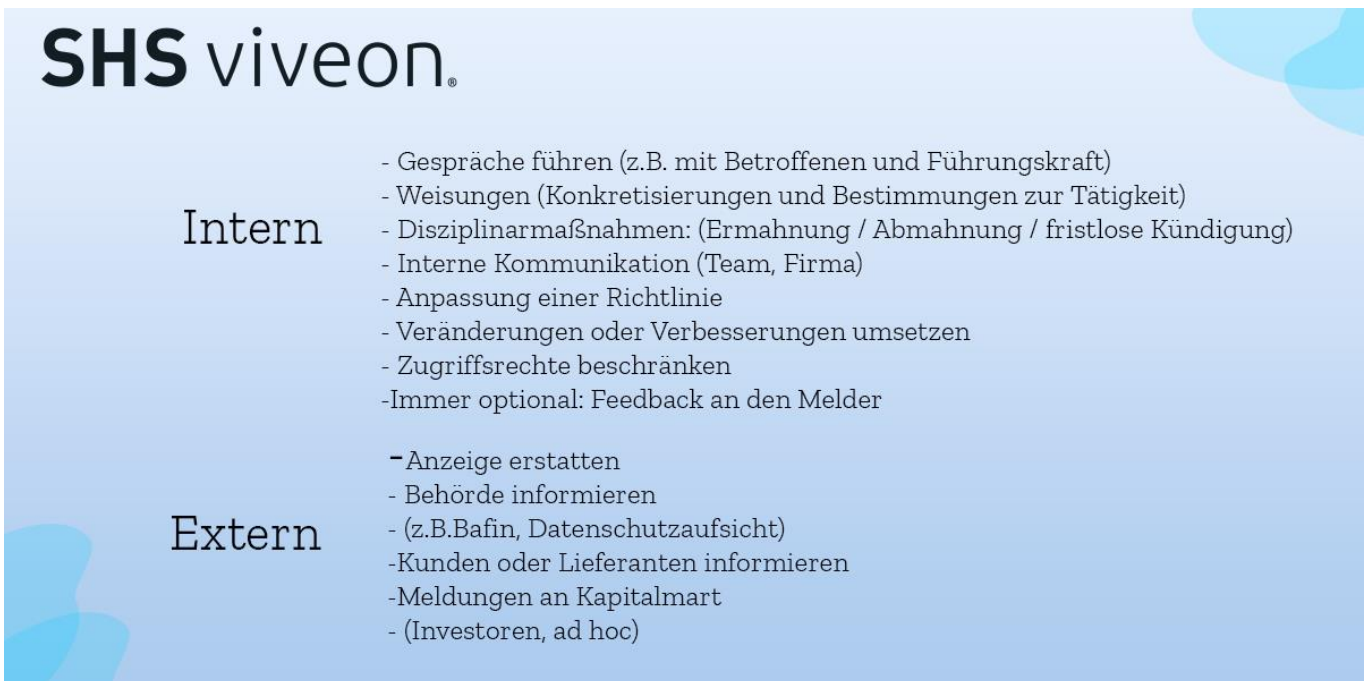 SHS viveon®
Intern
- Gespräche führen (z.B. mit Betroffenen und Führungskraft)
- Weisungen (Konkretisierungen und Bestimmungen zur Tätigkeit)
- Disziplinarmaßnahmen: (Ermahnung / Abmahnung / fristlose Kündigung)
- Interne Kommunikation (Team, Firma)
- Anpassung einer Richtlinie
- Veränderungen oder Verbesserungen umsetzen
- Zugriffsrechte beschränken
-Immer optional: Feedback an den Melder
Extern
-Anzeige erstatten
- Behörde informieren
- (z.B.Bafin, Datenschutzaufsicht)
-Kunden oder Lieferanten informieren
-Meldungen an Kapitalmart
- (Investoren, ad hoc)